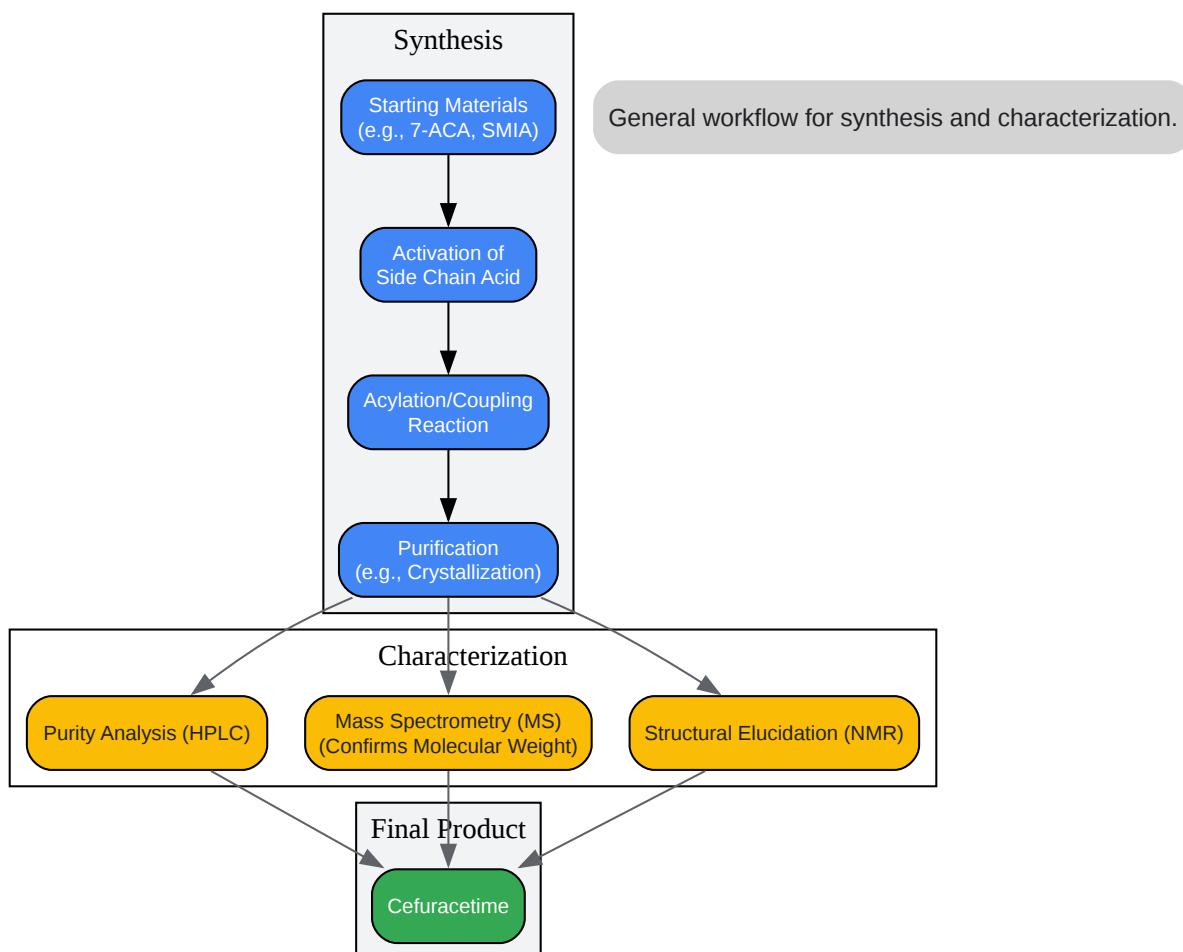 Synthesis
Starting Materials
(e.g., 7-ACA, SMIA)
General workflow for synthesis and characterization.
Activation of
Side Chain Acid
Acylation/Coupling
Reaction
Purification
(e.g., Crystallization)
Characterization
Purity Analysis (HPLC)
Mass Spectrometry (MS)
(Confirms Molecular Weight)
Structural Elucidation (NMR)
Final Product
Cefuracetime